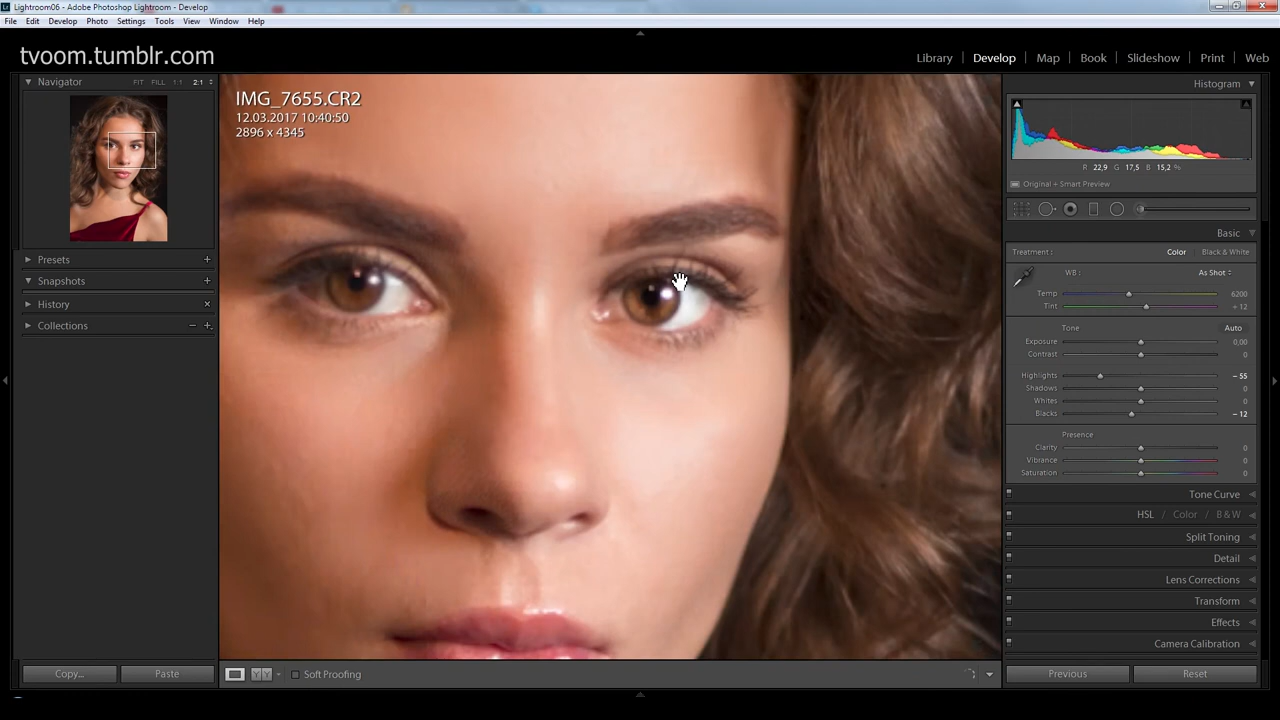 Lightroom06 - Adobe Photoshop Lightroom - Develop
File Edit Develop Photo Settings Tools View Window Help
tvoom.tumblr.com
Library | Develop | Map | Book | Slideshow | Print | Web
Navigator FIT FILL 1:1 2:1
Presets
Snapshots
History
Collections
Copy... Paste
IMG_7655.CR2
12.03.2017 10:40:50
2896 x 4345
Soft Proofing
Histogram
R 22,9 G 17,5 B 15,2 %
Original + Smart Preview
Basic
Treatment : Color Black & White
WB : As Shot
Temp 6200
Tint + 12
Tone Auto
Exposure 0,00
Contrast 0
Highlights − 55
Shadows 0
Whites 0
Blacks − 12
Presence
Clarity 0
Vibrance 0
Saturation 0
Tone Curve
HSL / Color / B & W
Split Toning
Detail
Lens Corrections
Transform
Effects
Camera Calibration
Previous Reset